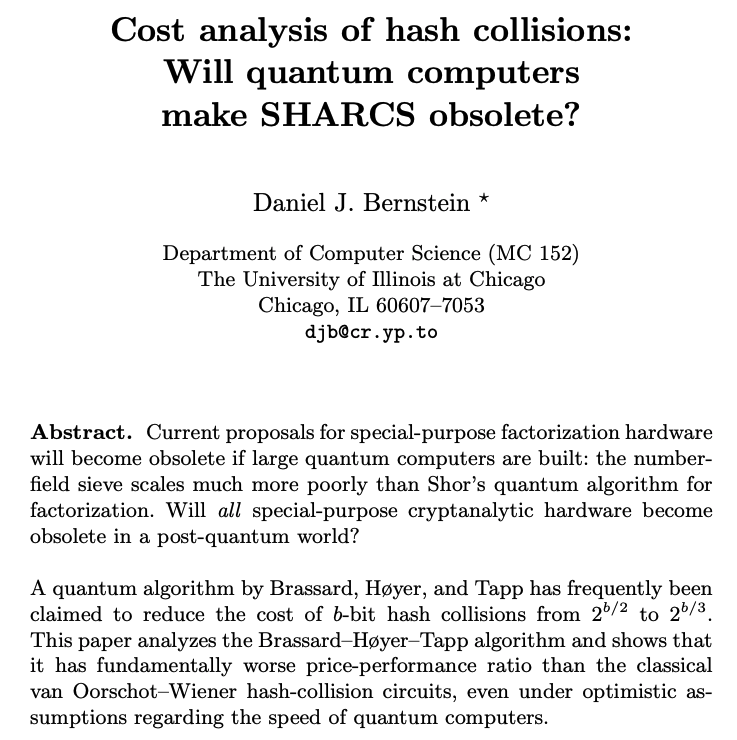 Cost analysis of hash collisions:
Will quantum computers
make SHARCS obsolete?
Daniel J. Bernstein ⋆
Department of Computer Science (MC 152)
The University of Illinois at Chicago
Chicago, IL 60607–7053
djb@cr.yp.to
Abstract. Current proposals for special-purpose factorization hardware
will become obsolete if large quantum computers are built: the number-
field sieve scales much more poorly than Shor's quantum algorithm for
factorization. Will all special-purpose cryptanalytic hardware become
obsolete in a post-quantum world?
A quantum algorithm by Brassard, Høyer, and Tapp has frequently been
claimed to reduce the cost of b-bit hash collisions from 2^{b/2} to 2^{b/3}.
This paper analyzes the Brassard–Høyer–Tapp algorithm and shows that
it has fundamentally worse price-performance ratio than the classical
van Oorschot–Wiener hash-collision circuits, even under optimistic as-
sumptions regarding the speed of quantum computers.